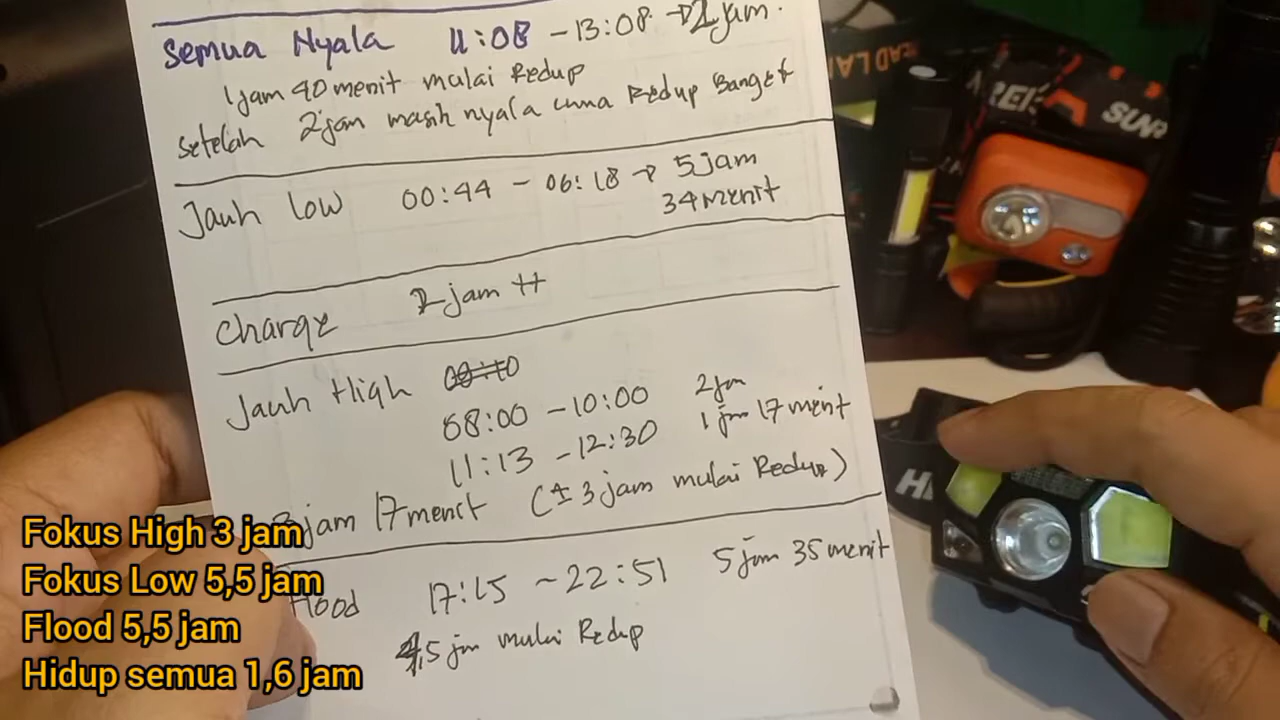 semua Nyala 11:08 - 13:08 → 2 jam.
1 jam 40 menit mulai Redup
setelah 2 jam masih nyala cuma Redup Banget
Jauh low 00:44 - 06:18 → 5 jam
34 menit
charge 2 jam ++
Jauh High
08:00 - 10:00 2 jam
11:13 - 12:30 1 jam 17 menit
3 jam 17 menit (± 3 jam mulai Redup)
Flood 17:15 - 22:51 5 jam 35 menit
4,5 jam mulai Redup
Fokus High 3 jam
Fokus Low 5,5 jam
Flood 5,5 jam
Hidup semua 1,6 jam
EAD LA
SUN